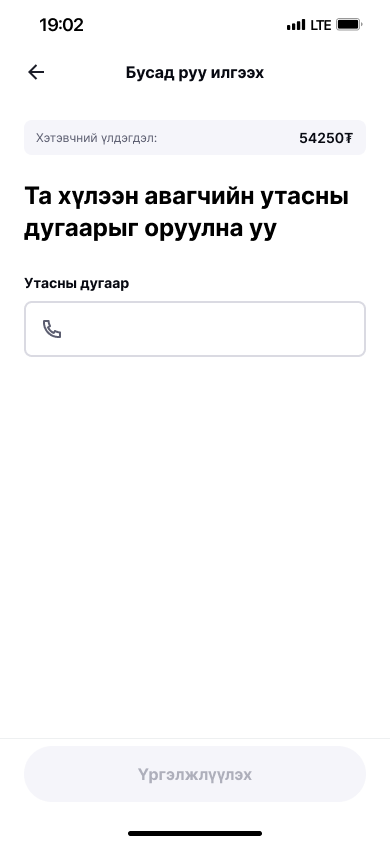 19:02
LTE
Бусад руу илгээх
Хэтэвчний үлдэгдэл:
54250₮
Та хүлээн авагчийн утасны
дугаарыг оруулна уу
Утасны дугаар
Үргэлжлүүлэх